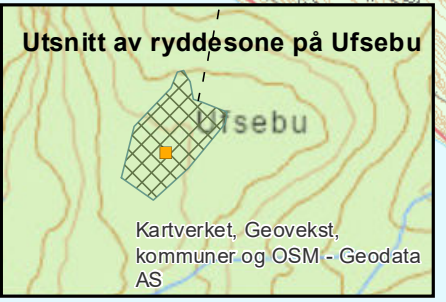 Utsnitt av ryddesone på Ufsebu
Ufsebu
Kartverket, Geovekst,
kommuner og OSM - Geodata
AS